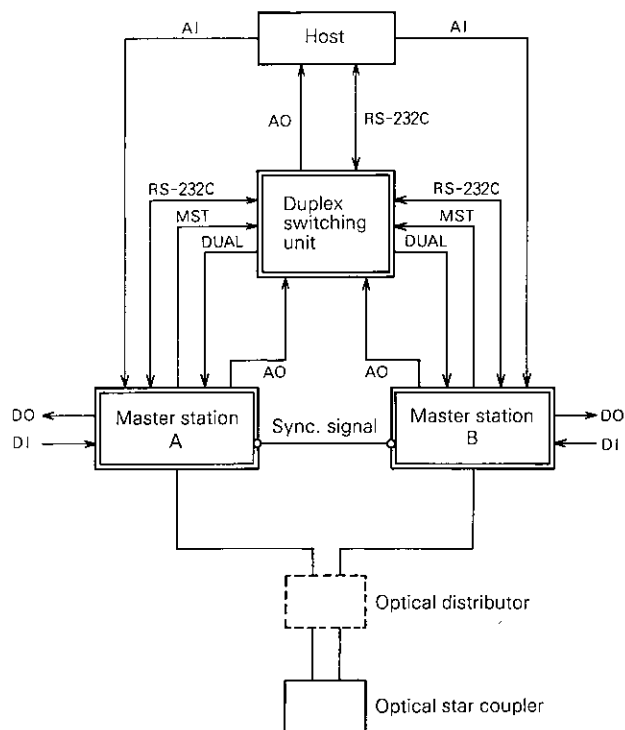 AI
Host
AI
AO
RS-232C
RS-232C
MST
DUAL
Duplex
switching
unit
RS-232C
MST
DUAL
AO
AO
DO
DI
Master station
A
Sync. signal
Master station
B
DO
DI
Optical distributor
Optical star coupler